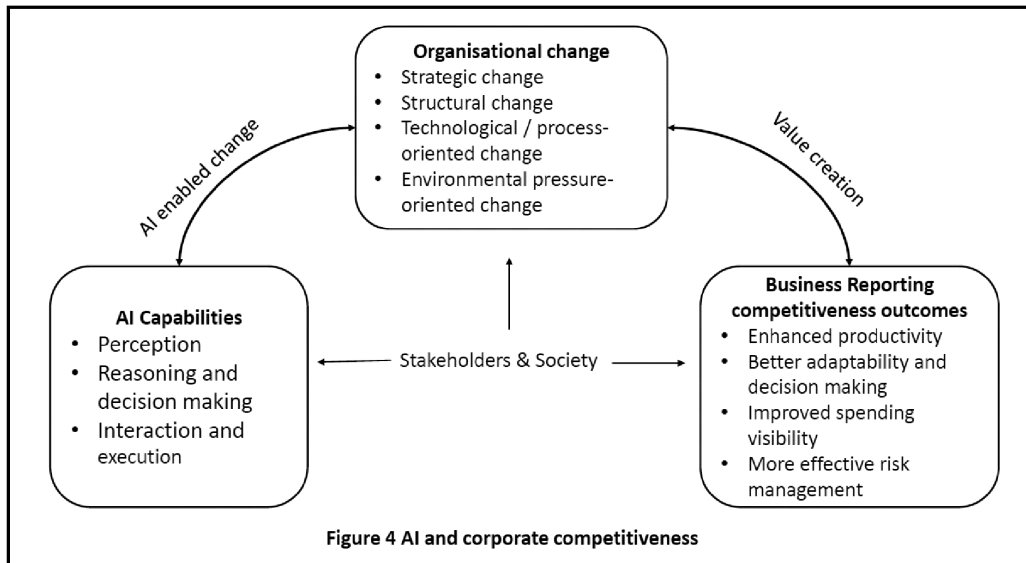 Organisational change
• Strategic change
• Structural change
• Technological / process-
oriented change
• Environmental pressure-
oriented change
AI enabled change
Value creation
AI Capabilities
• Perception
• Reasoning and
decision making
• Interaction and
execution
Stakeholders & Society
Business Reporting
competitiveness outcomes
• Enhanced productivity
• Better adaptability and
decision making
• Improved spending
visibility
• More effective risk
management
Figure 4 AI and corporate competitiveness